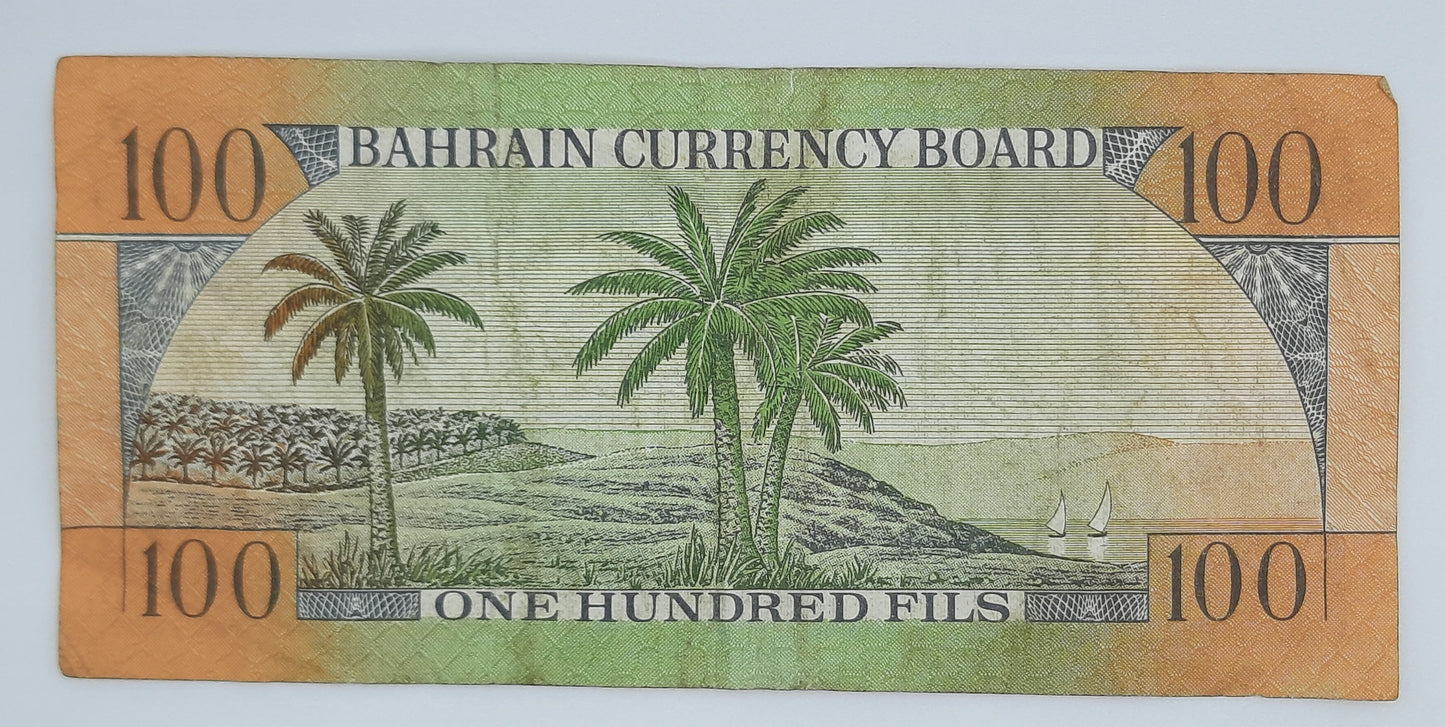 100 BAHRAIN CURRENCY BOARD 100
100 ONE HUNDRED FILS 100